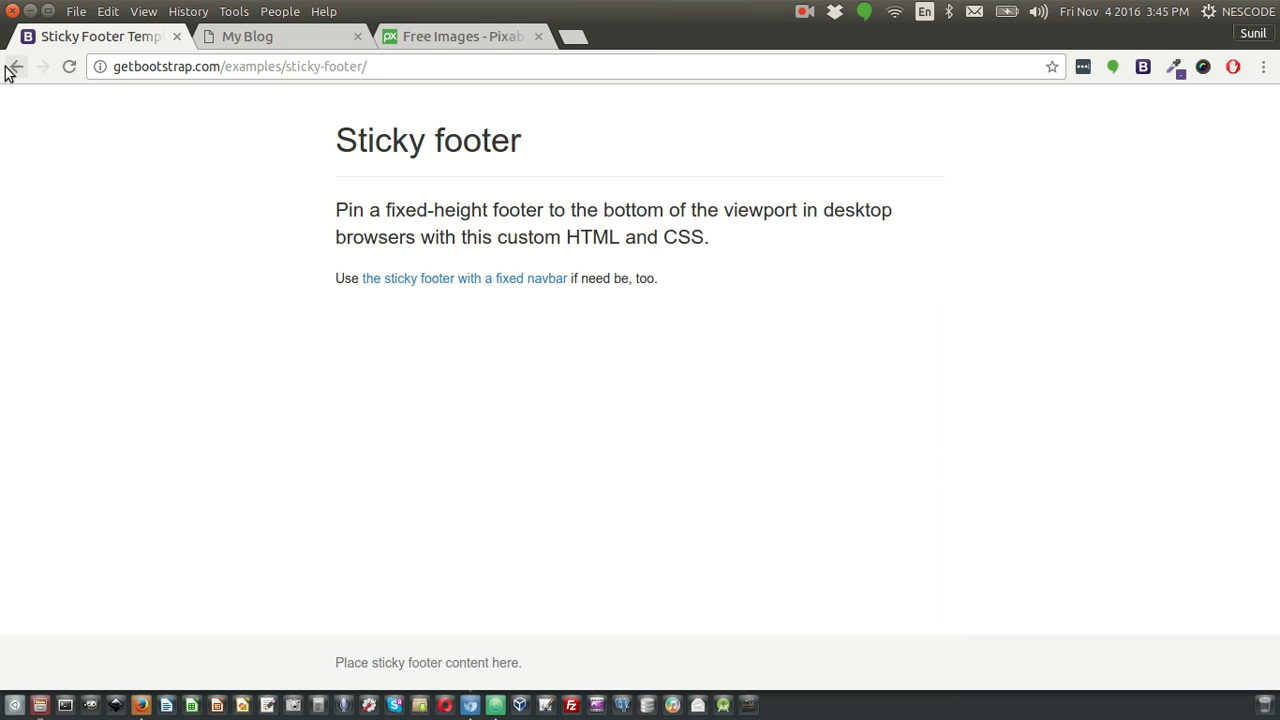 File Edit View History Tools People Help
En
Fri Nov 4 2016 3:45 PM
NESCODE
B Sticky Footer Temp
My Blog
px Free Images - Pixab
Sunil
getbootstrap.com/examples/sticky-footer/
B
Sticky footer
Pin a fixed-height footer to the bottom of the viewport in desktop
browsers with this custom HTML and CSS.
Use the sticky footer with a fixed navbar if need be, too.
Place sticky footer content here.